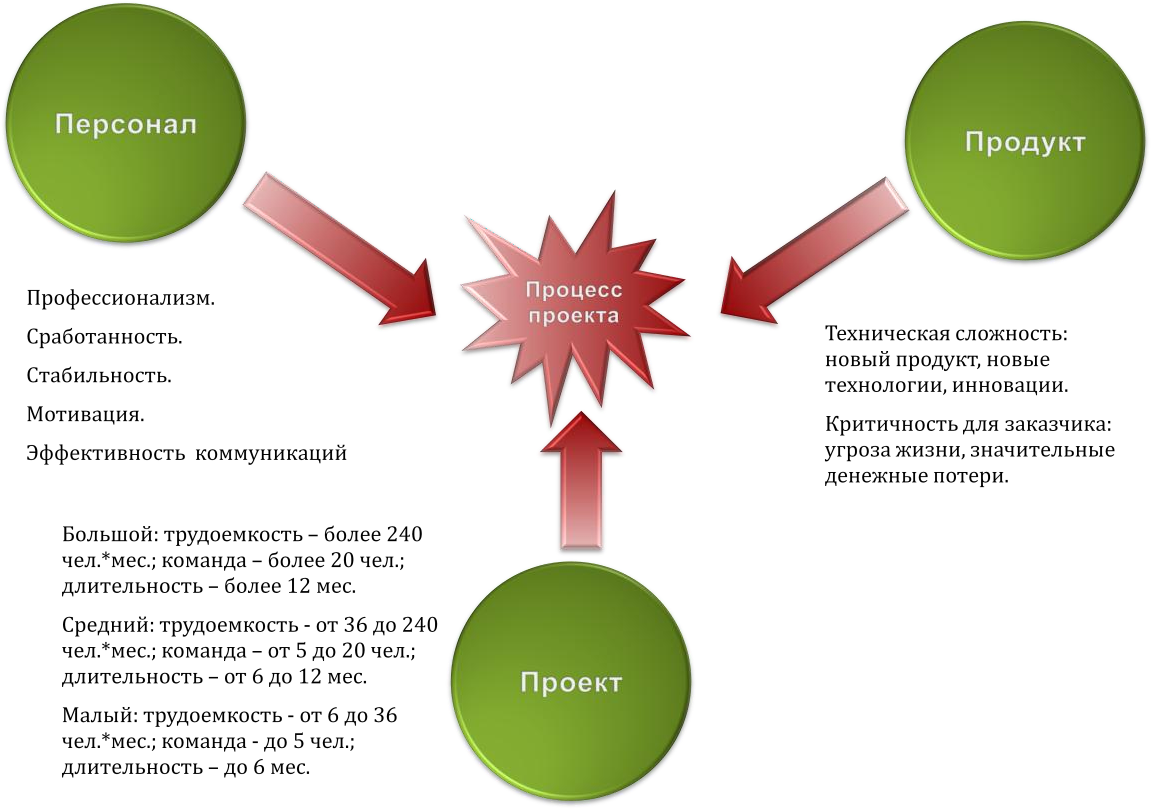 Персонал
Продукт
Процесс
проекта
Профессионализм.
Сработанность.
Стабильность.
Мотивация.
Эффективность коммуникаций
Техническая сложность:
новый продукт, новые
технологии, инновации.
Критичность для заказчика:
угроза жизни, значительные
денежные потери.
Большой: трудоемкость – более 240
чел.*мес.; команда – более 20 чел.;
длительность – более 12 мес.
Средний: трудоемкость - от 36 до 240
чел.*мес.; команда – от 5 до 20 чел.;
длительность – от 6 до 12 мес.
Малый: трудоемкость - от 6 до 36
чел.*мес.; команда - до 5 чел.;
длительность – до 6 мес.
Проект